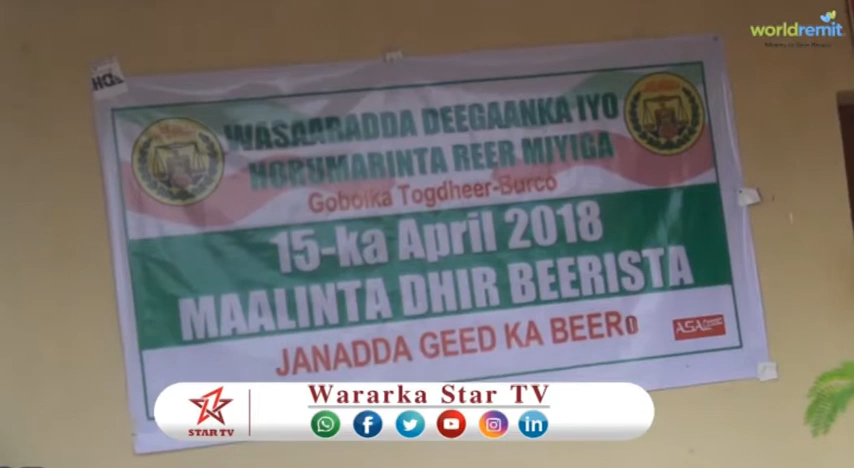 worldremit
WASAARADDA DEEGAANKA IYO
HORUMARINTA REER MIYIGA
Gobolka Togdheer-Burco
15-ka April 2018
MAALINTA DHIR BEERISTA
JANADDA GEED KA BEERO
ASAL
STAR TV
Wararka Star TV